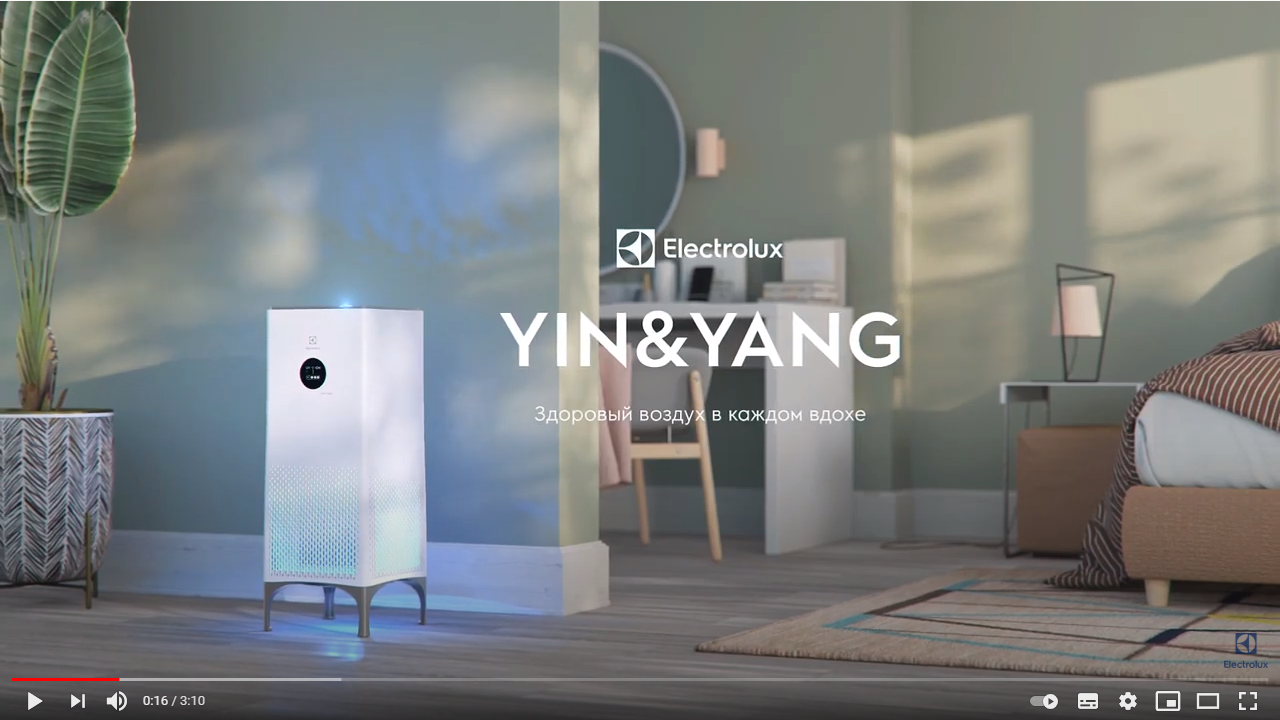 Electrolux
YIN&YANG
Здоровый воздух в каждом вдохе
Electrolux
0:16 / 3:10